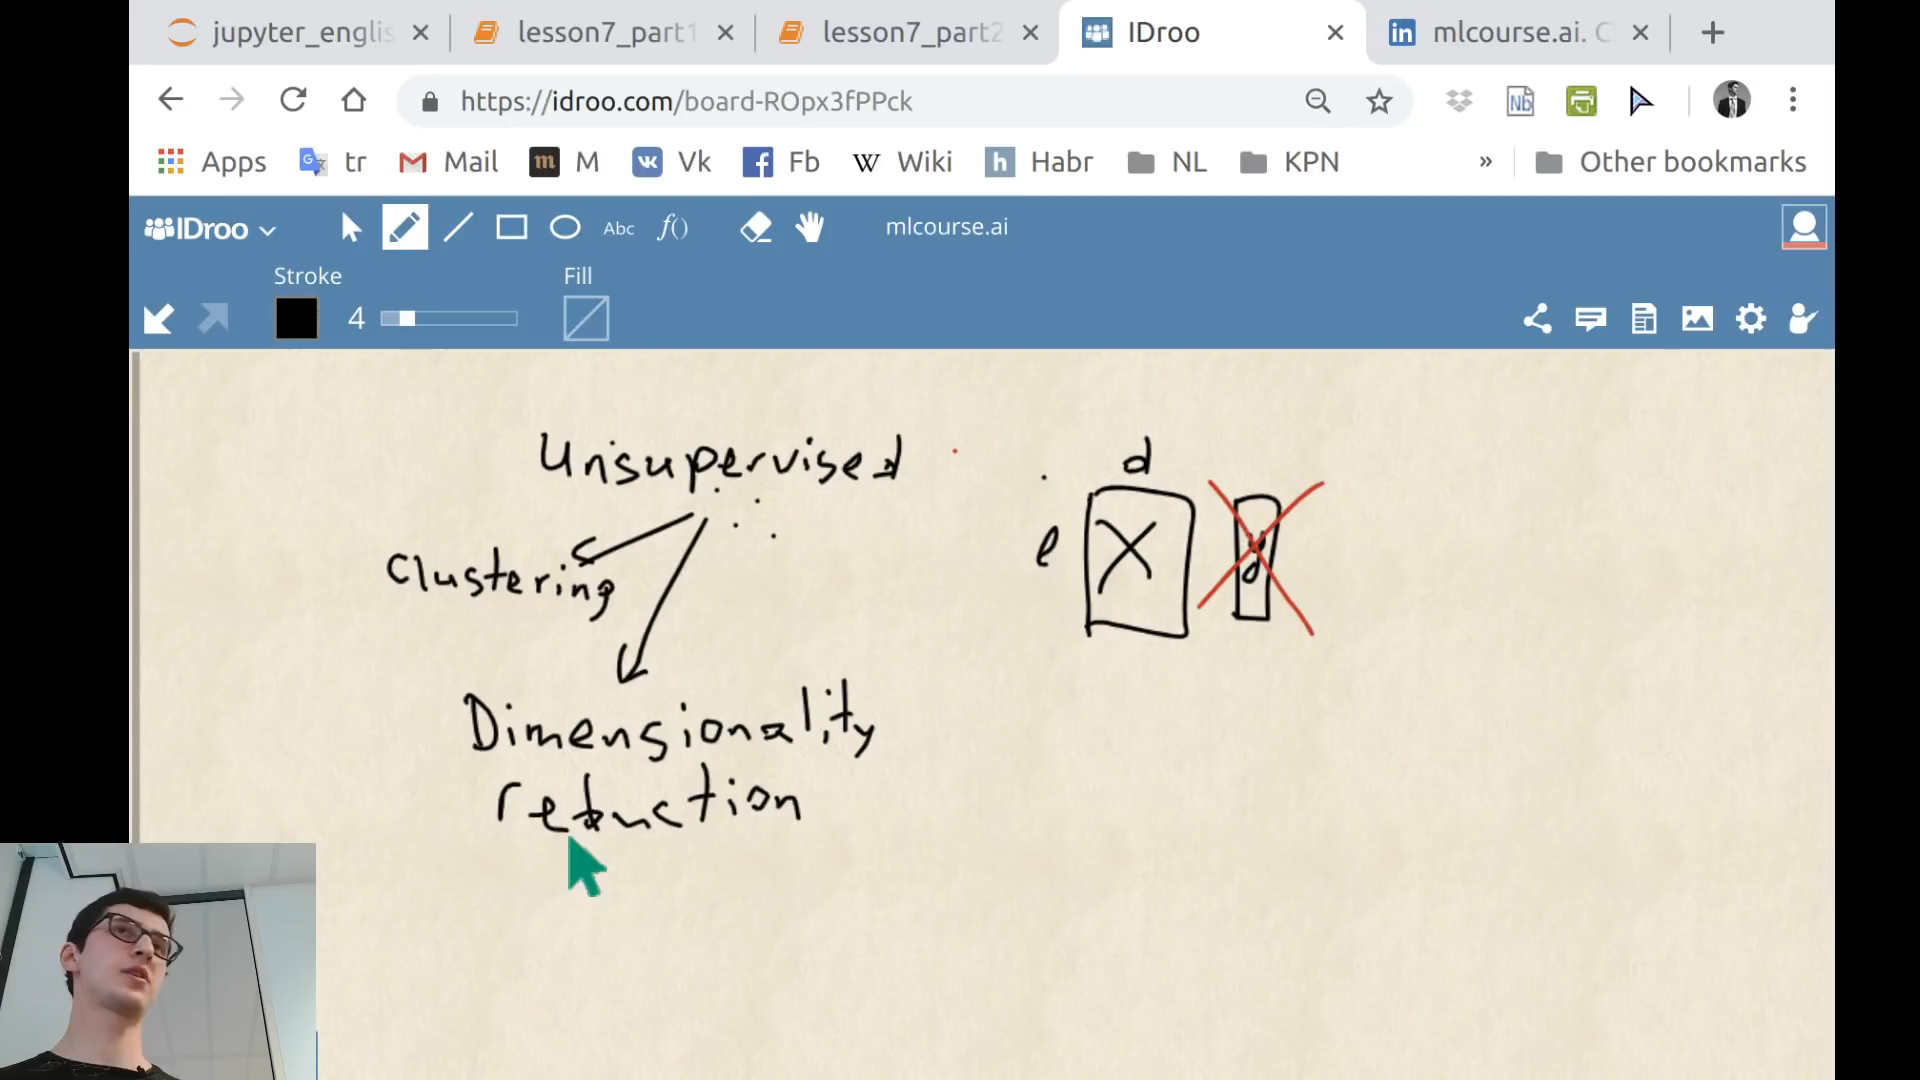 jupyter_englis
lesson7_part1
lesson7_part2
IDroo
mlcourse.ai. C
https://idroo.com/board-ROpx3fPPck
Apps
tr
Mail
M
Vk
Fb
Wiki
Habr
NL
KPN
»
Other bookmarks
IDroo
Abc
f()
mlcourse.ai
Stroke
Fill
4
Unsupervised
Clustering
Dimensionality
reduction
d
l
X
y